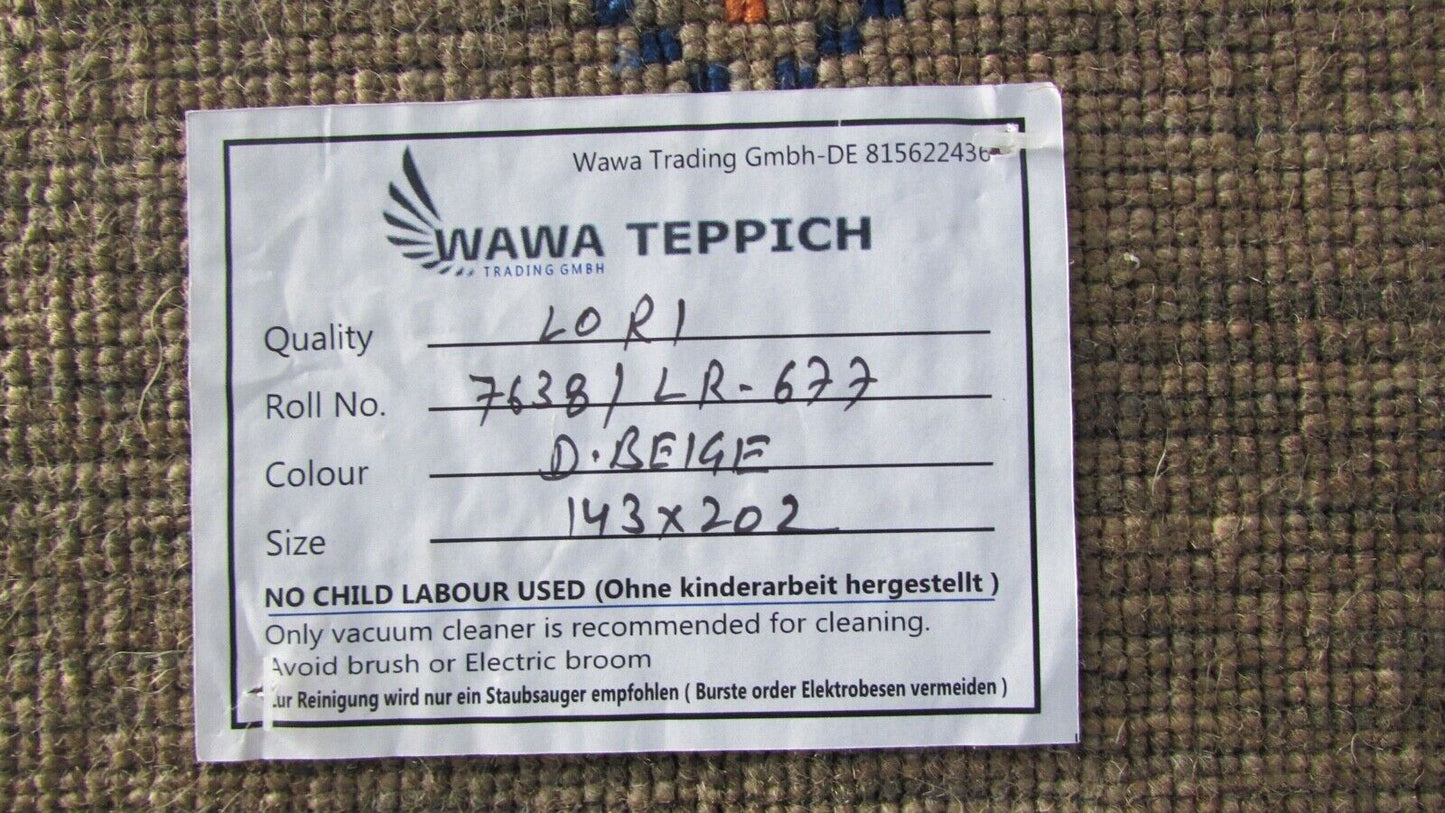 Wawa Trading Gmbh-DE 815622436
WAWA TEPPICH
TRADING GMBH
Quality LORI
Roll No. 7638/LR-677
Colour D.BEIGE
Size 143x202
NO CHILD LABOUR USED (Ohne kinderarbeit hergestellt )
Only vacuum cleaner is recommended for cleaning.
Avoid brush or Electric broom
Zur Reinigung wird nur ein Staubsauger empfohlen ( Burste order Elektrobesen vermeiden )